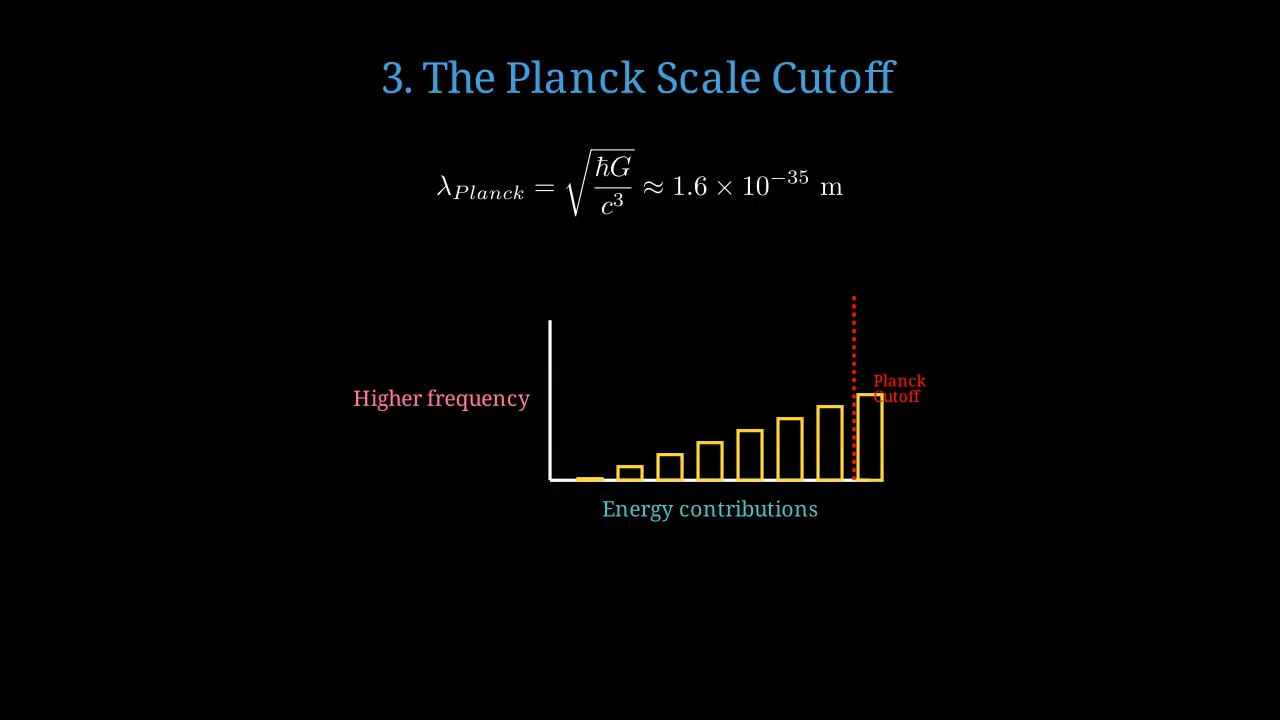 3. The Planck Scale Cutoff
λ_{Planck} = √(ħG/c³) ≈ 1.6 × 10⁻³⁵ m
Higher frequency
Planck
Cutoff
Energy contributions